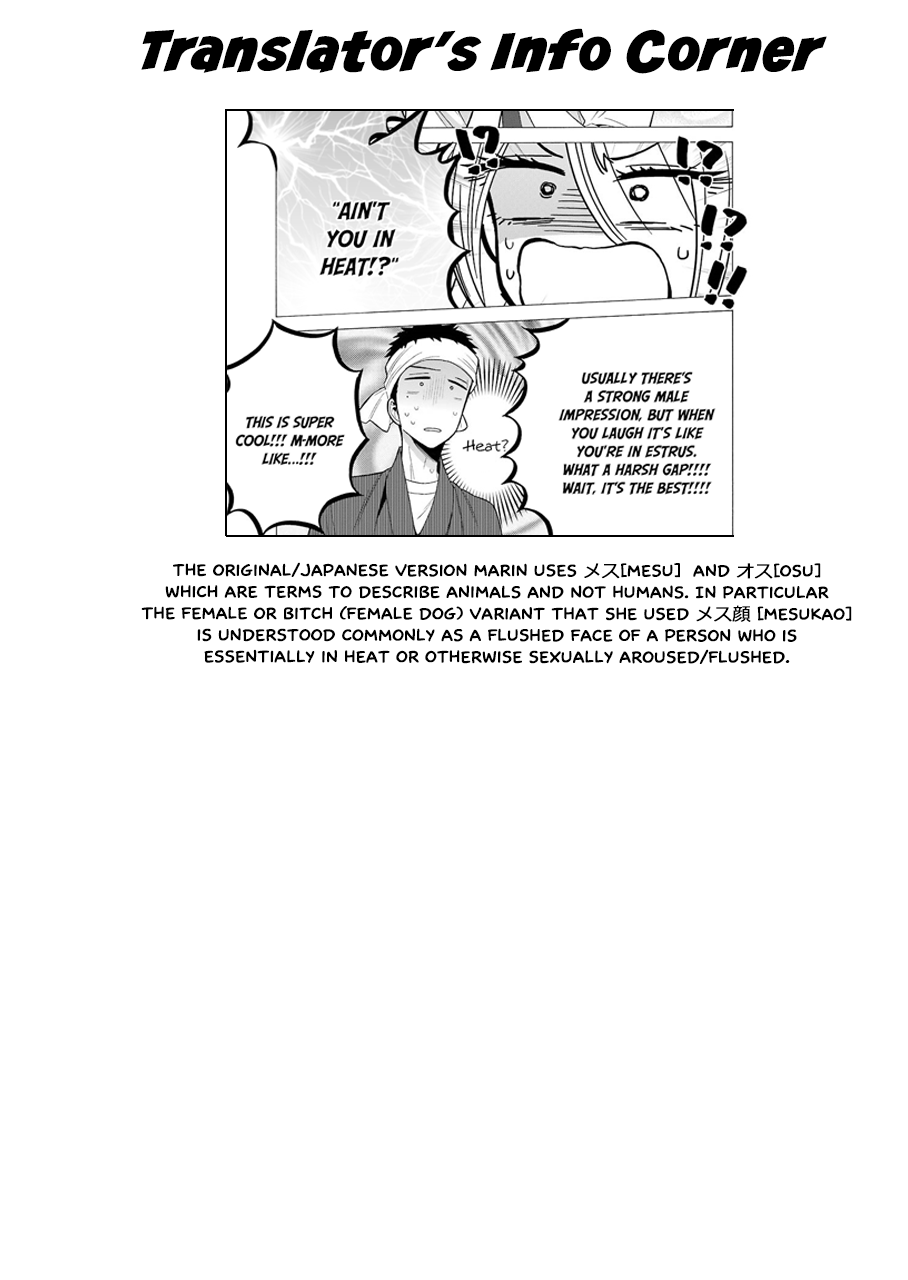 Translator's Info Corner
!?
!?
!?
!!
"AIN'T
YOU IN
HEAT!?"
USUALLY THERE'S
A STRONG MALE
IMPRESSION, BUT WHEN
YOU LAUGH IT'S LIKE
YOU'RE IN ESTRUS.
WHAT A HARSH GAP!!!!
WAIT, IT'S THE BEST!!!!
Heat?
THIS IS SUPER
COOL!!! M-MORE
LIKE...!!!
THE ORIGINAL/JAPANESE VERSION MARIN USES メス[MESU] AND オス[OSU]
WHICH ARE TERMS TO DESCRIBE ANIMALS AND NOT HUMANS. IN PARTICULAR
THE FEMALE OR BITCH (FEMALE DOG) VARIANT THAT SHE USED メス顔 [MESUKAO]
IS UNDERSTOOD COMMONLY AS A FLUSHED FACE OF A PERSON WHO IS
ESSENTIALLY IN HEAT OR OTHERWISE SEXUALLY AROUSED/FLUSHED.